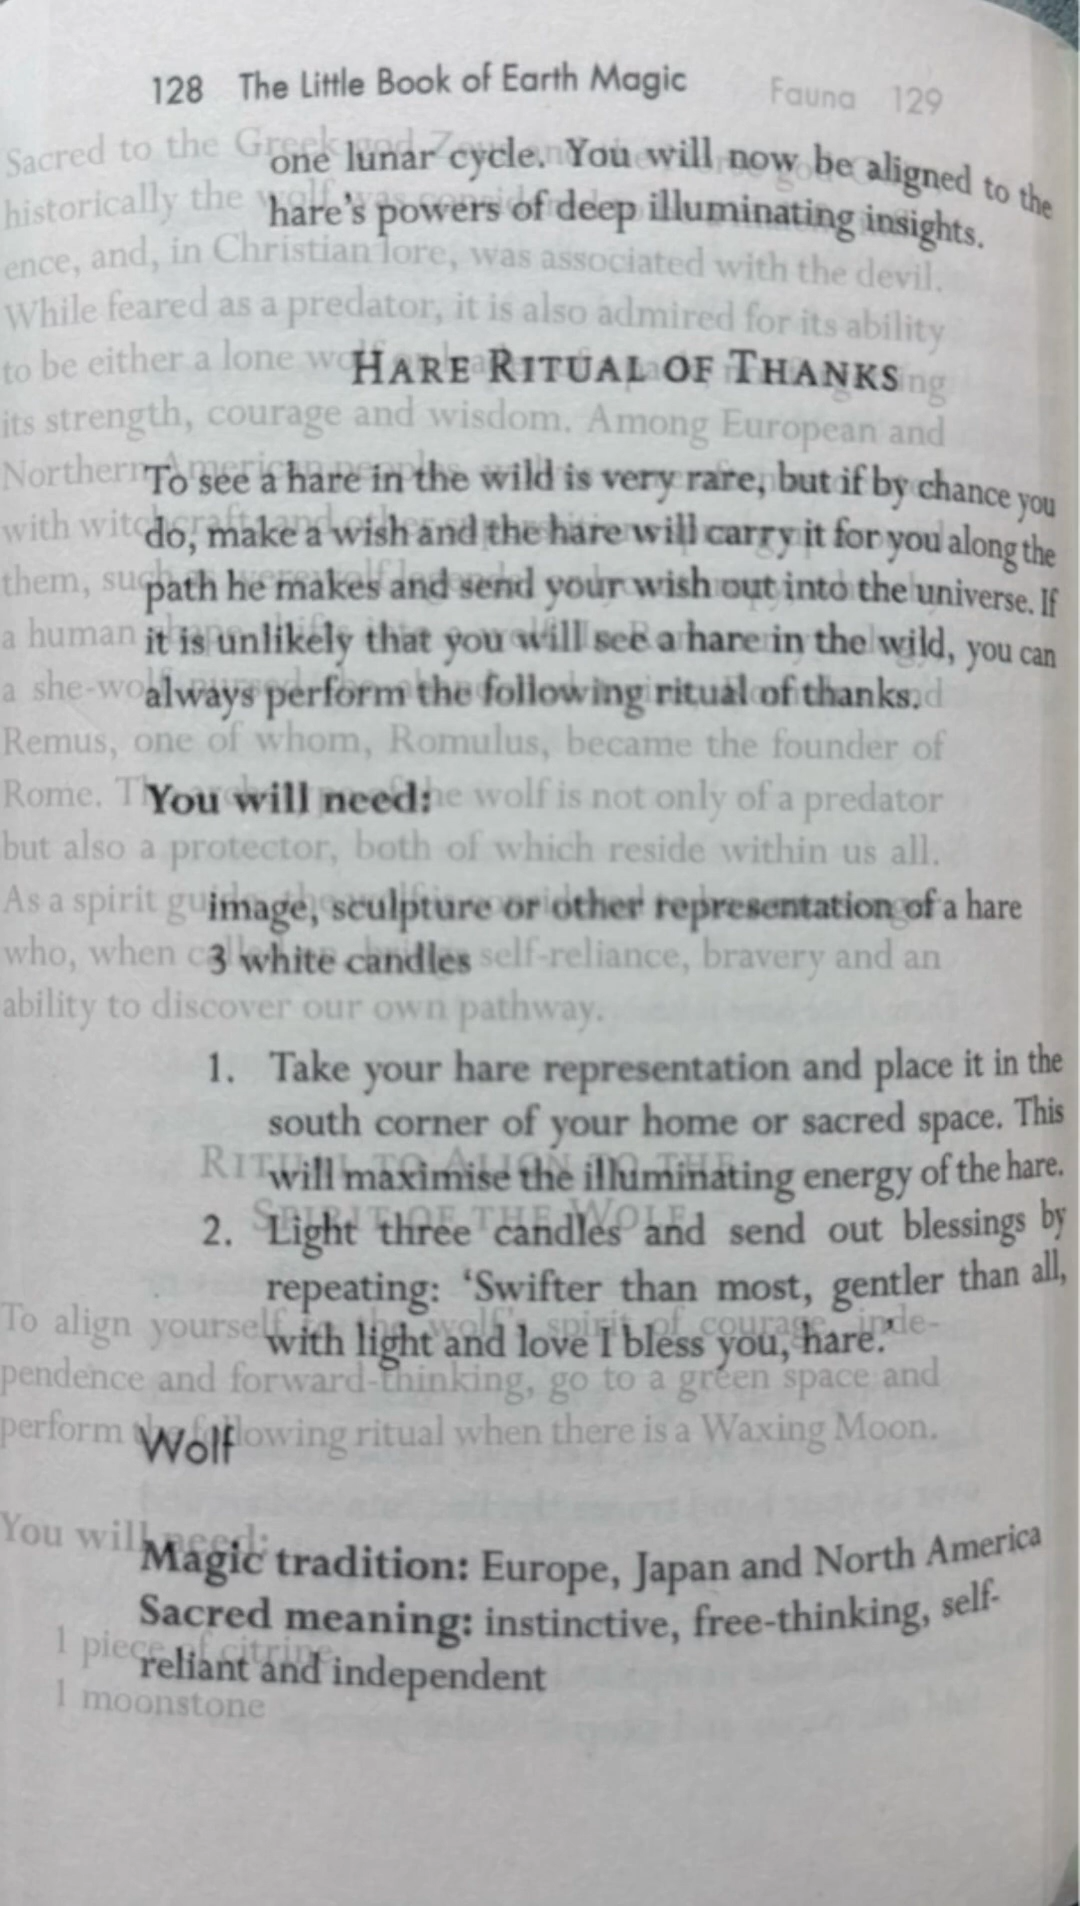 128 The Little Book of Earth Magic
one lunar cycle. You will now be aligned to the
hare's powers of deep illuminating insights.
HARE RITUAL OF THANKS
To see a hare in the wild is very rare, but if by chance you
do, make a wish and the hare will carry it for you along the
path he makes and send your wish out into the universe. If
it is unlikely that you will see a hare in the wild, you can
always perform the following ritual of thanks.
You will need:
image, sculpture or other representation of a hare
3 white candles
1. Take your hare representation and place it in the
south corner of your home or sacred space. This
will maximise the illuminating energy of the hare.
2. Light three candles and send out blessings by
repeating: 'Swifter than most, gentler than all,
with light and love I bless you, hare.'
Wolf
Magic tradition: Europe, Japan and North America
Sacred meaning: instinctive, free-thinking, self-
reliant and independent
Fauna 129
Sacred to the Greek god
historically the wolf was
ence, and, in Christian lore, was associated with the devil.
While feared as a predator, it is also admired for its ability
to be either a lone wolf
its strength, courage and wisdom. Among European and
Northern American
with witchcraft and other
them, such
a human
a she-wolf
Remus, one of whom, Romulus, became the founder of
Rome. The wolf is not only of a predator
but also a protector, both of which reside within us all.
As a spirit guide, the
who, when called self-reliance, bravery and an
ability to discover our own pathway.
RITUAL TO ALIGN TO THE
SPIRIT OF THE WOLF
To align yourself to the wolf's spirit of courage, inde-
pendence and forward-thinking, go to a green space and
perform the following ritual when there is a Waxing Moon.
You will need:
1 piece of citrine
1 moonstone